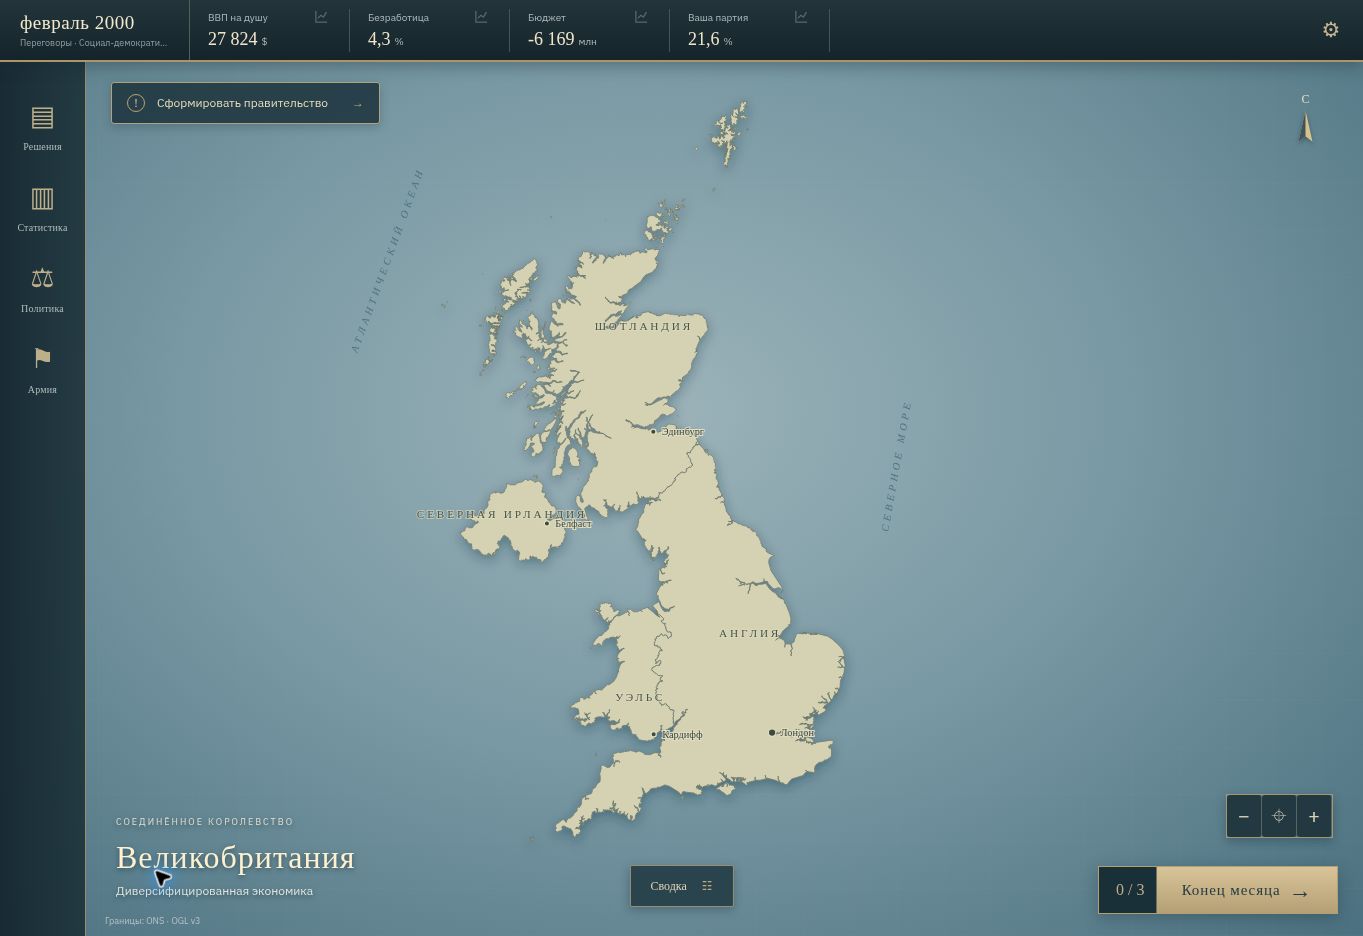 февраль 2000
Переговоры · Социал-демократи...
ВВП на душу
27 824 $
Безработица
4,3 %
Бюджет
-6 169 млн
Ваша партия
21,6 %
Решения
Статистика
Политика
Армия
! Сформировать правительство →
С
АТЛАНТИЧЕСКИЙ ОКЕАН
СЕВЕРНОЕ МОРЕ
ШОТЛАНДИЯ
Эдинбург
СЕВЕРНАЯ ИРЛАНДИЯ
Белфаст
АНГЛИЯ
УЭЛЬС
Кардифф
Лондон
СОЕДИНЁННОЕ КОРОЛЕВСТВО
Великобритания
Диверсифицированная экономика
Границы: ONS · OGL v3
Сводка
− +
0 / 3
Конец месяца →